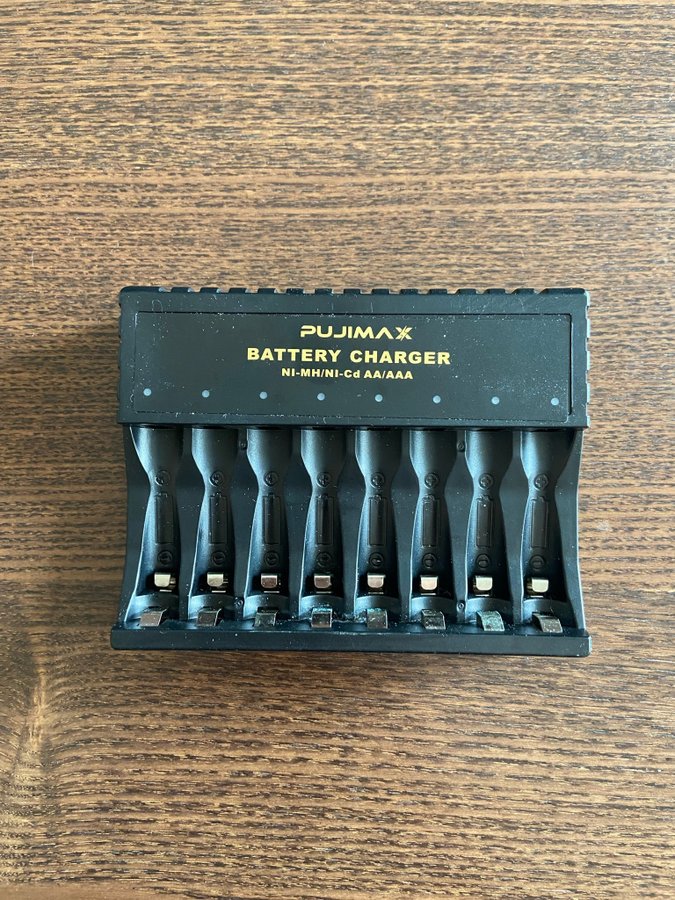 PUJIMAX
BATTERY CHARGER
NI-MH/NI-Cd AA/AAA